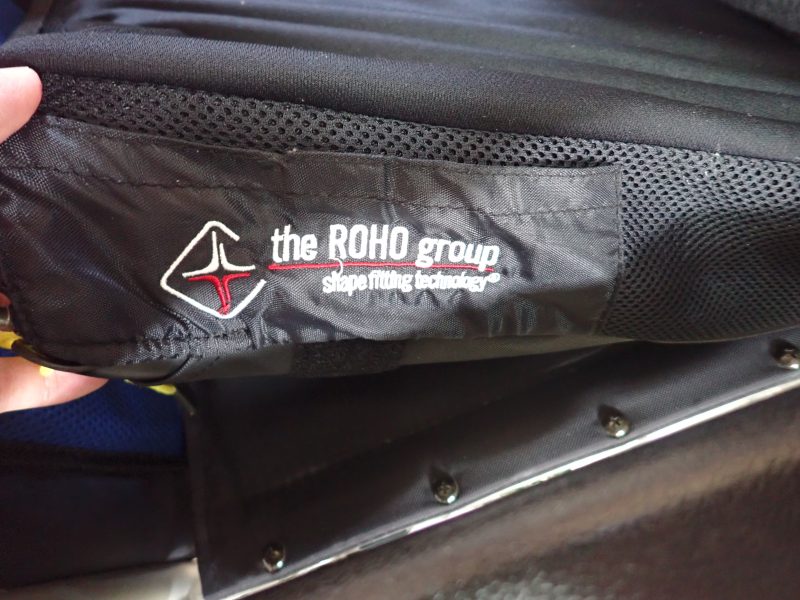 the ROHO group
shape fitting technology®